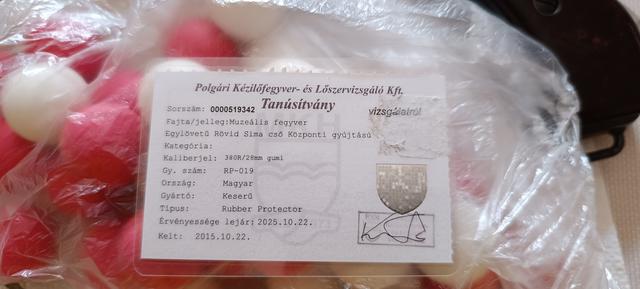 Polgári Kézilőfegyver- és Lőszervizsgáló Kft.
Sorszám: 0000519342 Tanúsítvány vizsgálatról
Fajta/jelleg:Muzeális fegyver
Egylövetű Rövid Sima cső Központi gyújtású
Kategória:
Kaliberjel: 380R/28mm gumi
Gy. szám: RP-019
Ország: Magyar
Gyártó: Keserű
Típus: Rubber Protector
Érvényessége lejár: 2025.10.22.
Kelt: 2015.10.22.